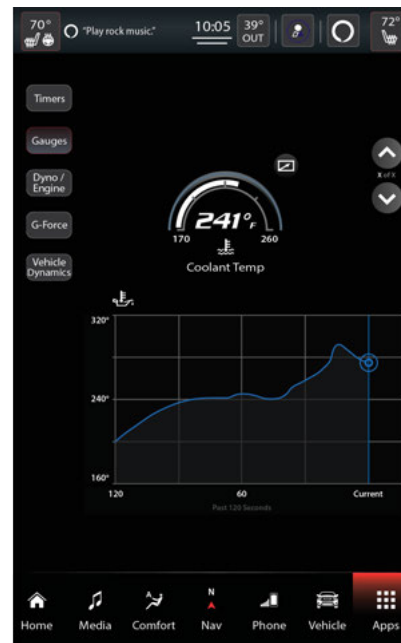 70°
"Play rock music."
10:05
39°
OUT
72°
Timers
Gauges
Dyno /
Engine
G-Force
Vehicle
Dynamics
X of X
241°F
170
260
Coolant Temp
320°
240°
160°
120
60
Current
Past 120 Seconds
Home
Media
A
Comfort
N
Nav
Phone
Vehicle
Apps